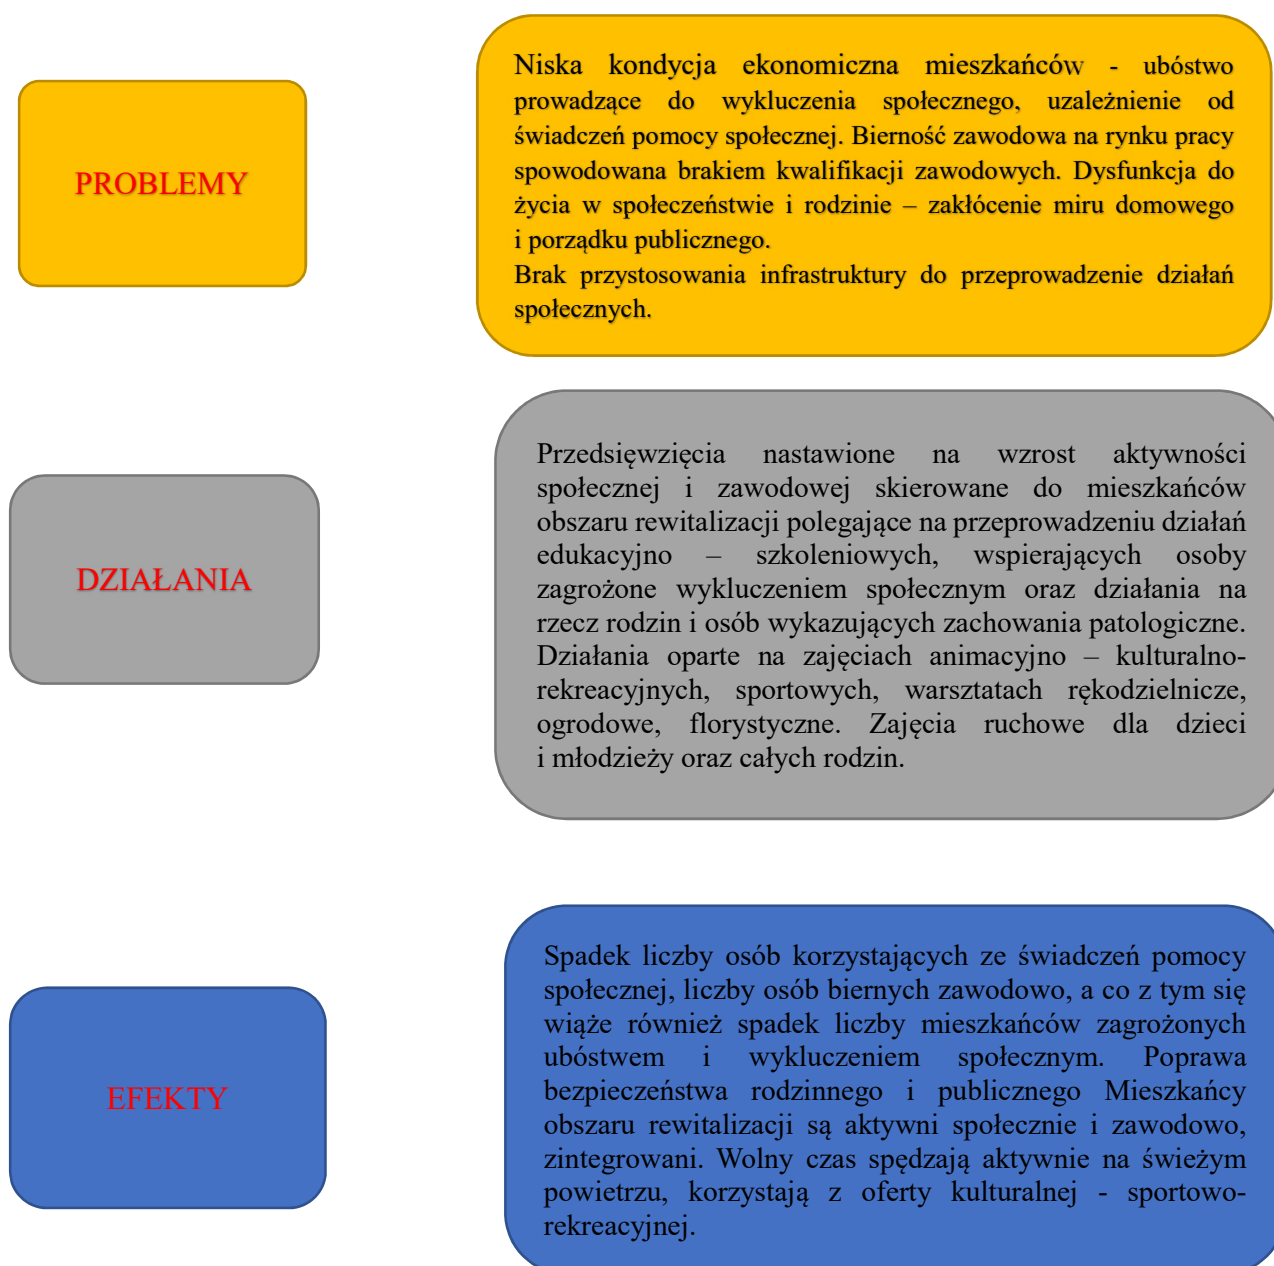 PROBLEMY
Niska kondycja ekonomiczna mieszkańców - ubóstwo
prowadzące do wykluczenia społecznego, uzależnienie od
świadczeń pomocy społecznej. Bierność zawodowa na rynku pracy
spowodowana brakiem kwalifikacji zawodowych. Dysfunkcja do
życia w społeczeństwie i rodzinie – zakłócenie miru domowego
i porządku publicznego.
Brak przystosowania infrastruktury do przeprowadzenie działań
społecznych.
DZIAŁANIA
Przedsięwzięcia nastawione na wzrost aktywności
społecznej i zawodowej skierowane do mieszkańców
obszaru rewitalizacji polegające na przeprowadzeniu działań
edukacyjno – szkoleniowych, wspierających osoby
zagrożone wykluczeniem społecznym oraz działania na
rzecz rodzin i osób wykazujących zachowania patologiczne.
Działania oparte na zajęciach animacyjno – kulturalno-
rekreacyjnych, sportowych, warsztatach rękodzielnicze,
ogrodowe, florystyczne. Zajęcia ruchowe dla dzieci
i młodzieży oraz całych rodzin.
EFEKTY
Spadek liczby osób korzystających ze świadczeń pomocy
społecznej, liczby osób biernych zawodowo, a co z tym się
wiąże również spadek liczby mieszkańców zagrożonych
ubóstwem i wykluczeniem społecznym. Poprawa
bezpieczeństwa rodzinnego i publicznego Mieszkańcy
obszaru rewitalizacji są aktywni społecznie i zawodowo,
zintegrowani. Wolny czas spędzają aktywnie na świeżym
powietrzu, korzystają z oferty kulturalnej - sportowo-
rekreacyjnej.